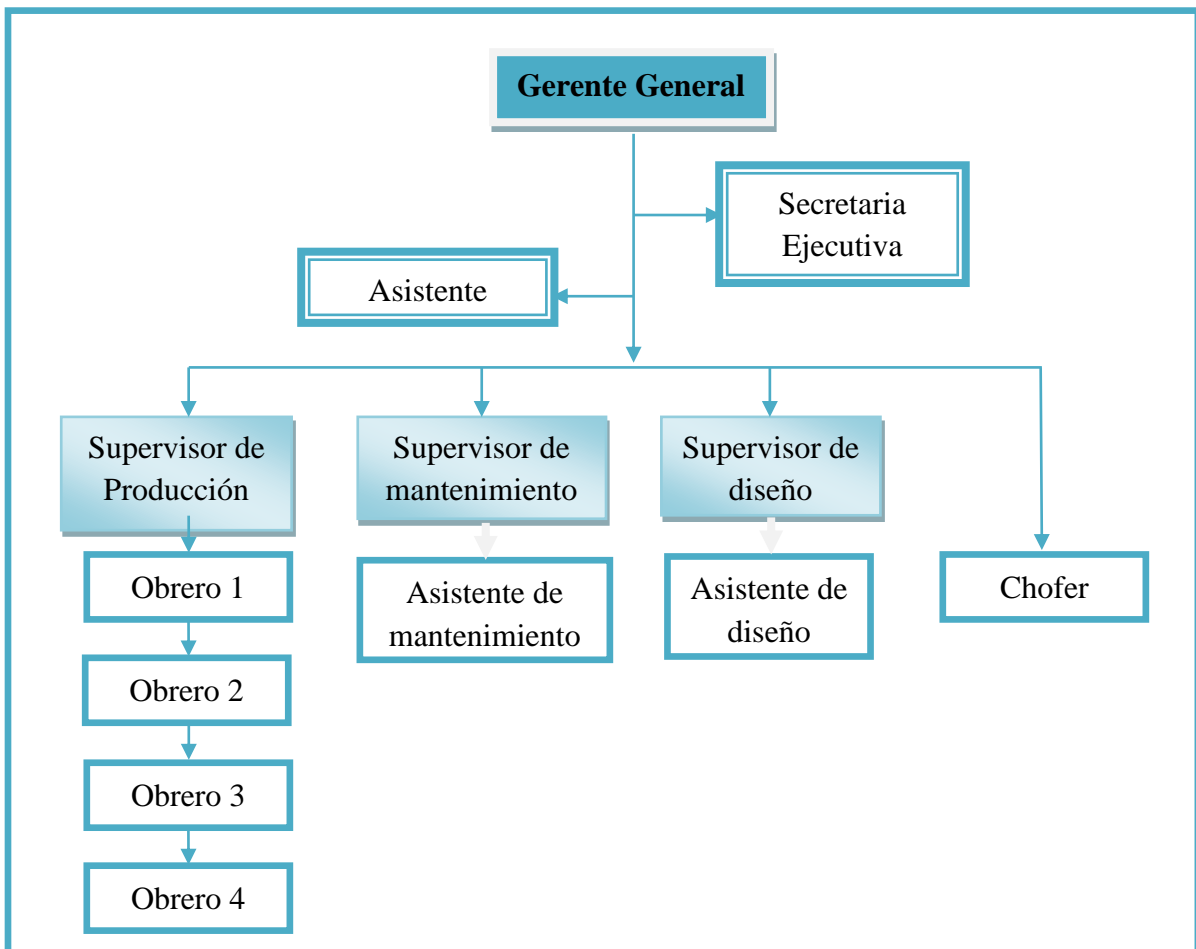 Gerente General
Secretaria
Ejecutiva
Asistente
Supervisor de
Producción
Supervisor de
mantenimiento
Supervisor de
diseño
Obrero 1
Asistente de
mantenimiento
Asistente de
diseño
Chofer
Obrero 2
Obrero 3
Obrero 4